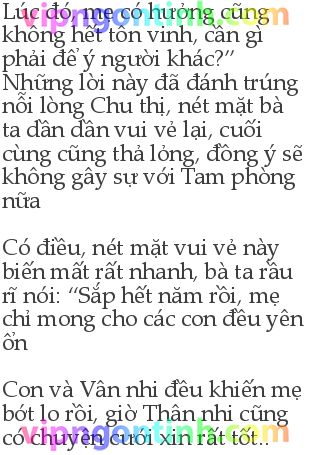 Lúc đó, mẹ có hưởng cũng
không hết tôn vinh, cần gì
phải để ý người khác?”
Những lời này đã đánh trúng
nỗi lòng Chu thị, nét mặt bà
ta dần dần vui vẻ lại, cuối
cùng cũng thả lỏng, đồng ý sẽ
không gây sự với Tam phòng
nữa
Có điều, nét mặt vui vẻ này
biến mất rất nhanh, bà ta rầu
rĩ nói: “Sắp hết năm rồi, mẹ
chỉ mong cho các con đều yên
ổn
Con và Vân nhi đều khiến mẹ
bớt lo rồi, giờ Thân nhi cũng
có chuyện cưới xin rất tốt..
vipngontinh.com
vipngontinh.com